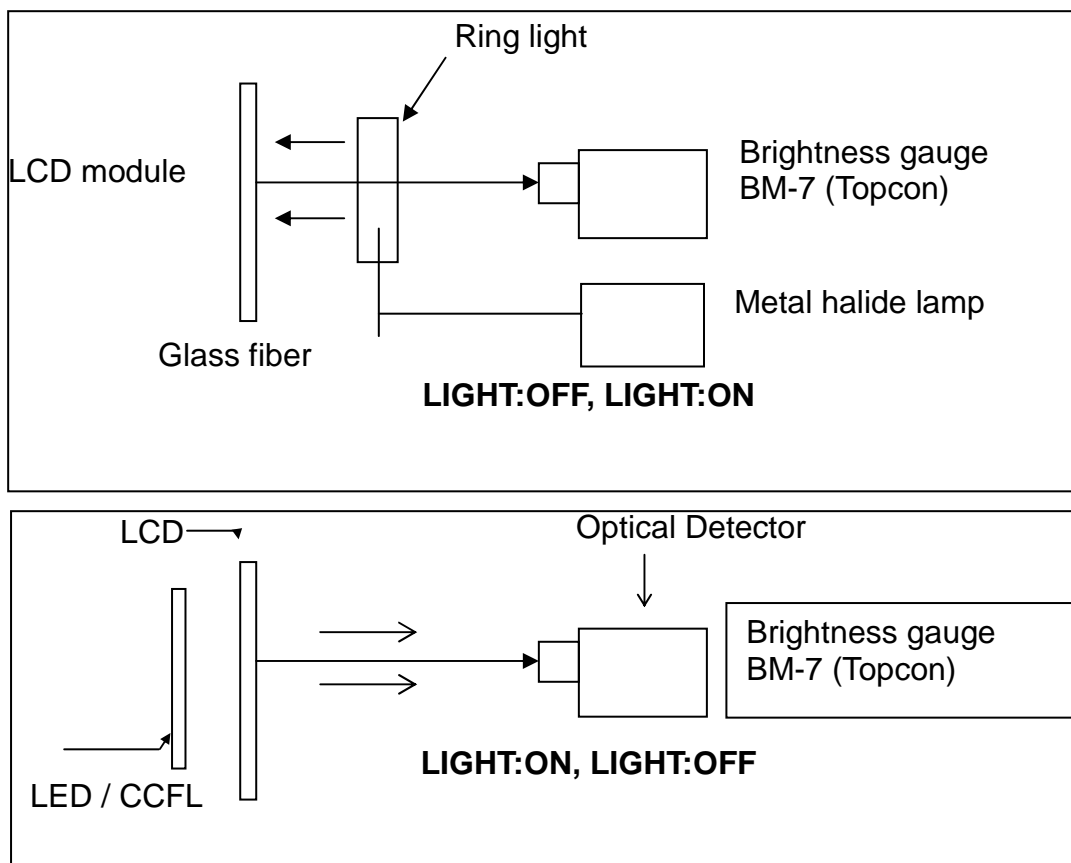 Ring light
LCD module
Brightness gauge
BM-7 (Topcon)
Metal halide lamp
Glass fiber
LIGHT:OFF, LIGHT:ON
LCD
Optical Detector
Brightness gauge
BM-7 (Topcon)
LIGHT:ON, LIGHT:OFF
LED / CCFL